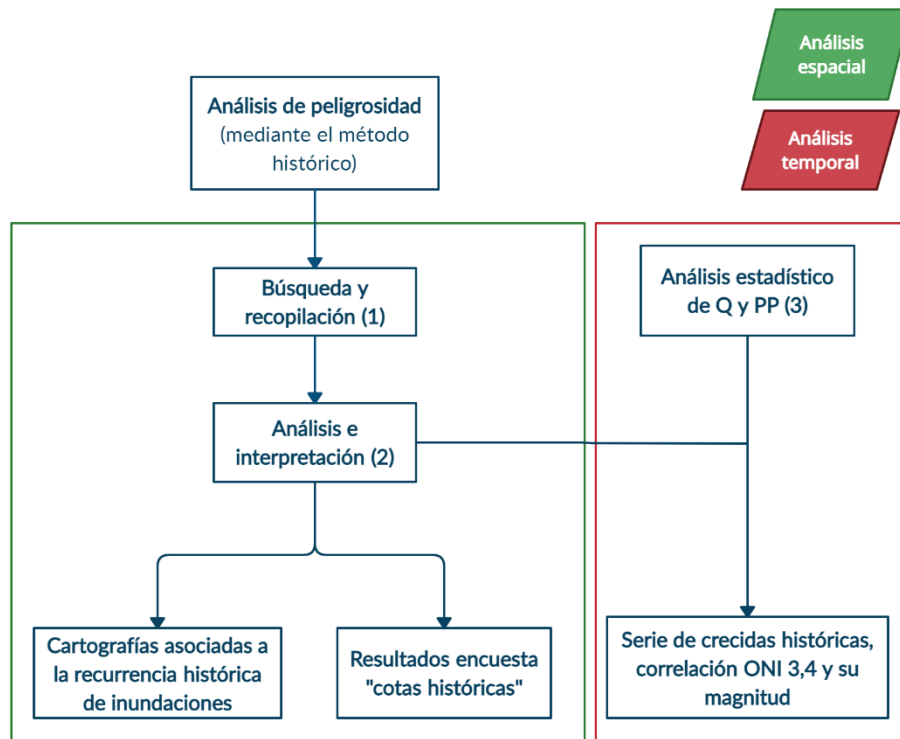 Análisis
espacial
Análisis de peligrosidad
(mediante el método
histórico)
Análisis
temporal
Búsqueda y
recopilación (1)
Análisis estadístico
de Q y PP (3)
Análisis e
interpretación (2)
Cartografías asociadas a
la recurrencia histórica
de inundaciones
Resultados encuesta
"cotas históricas"
Serie de crecidas históricas,
correlación ONI 3,4 y su
magnitud